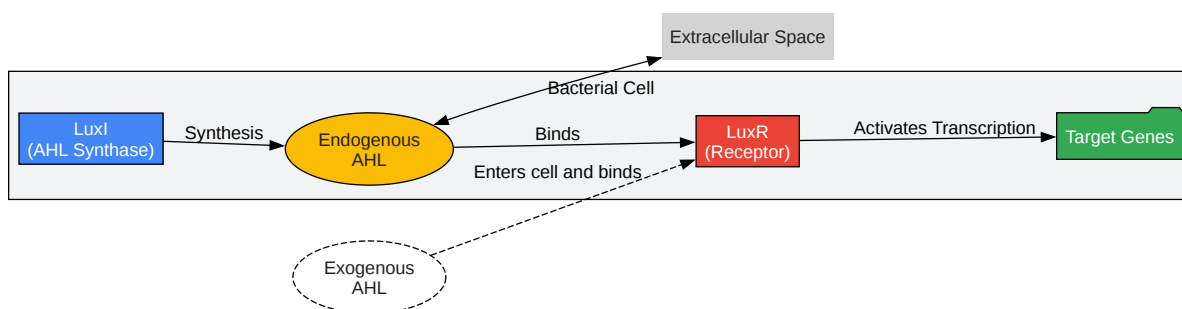 Extracellular Space
Bacterial Cell
LuxI
(AHL Synthase)
Synthesis
Endogenous
AHL
Binds
Enters cell and binds
LuxR
(Receptor)
Activates Transcription
Target Genes
Exogenous
AHL